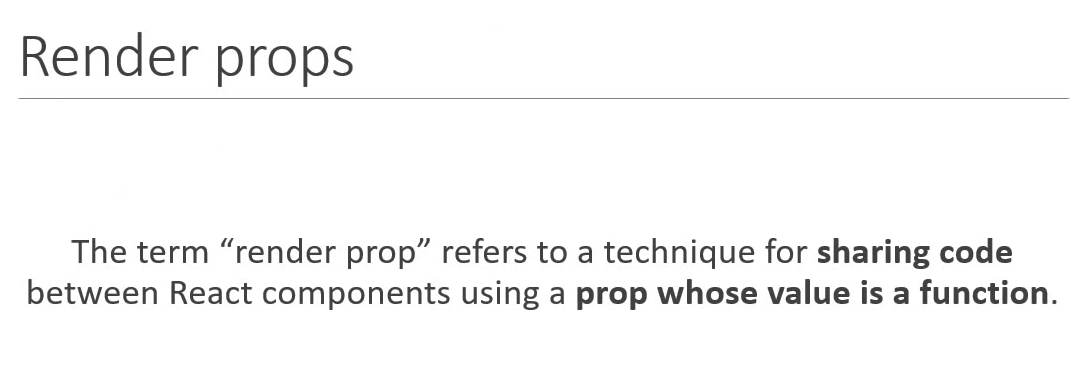 Render props
The term “render prop” refers to a technique for sharing code
between React components using a prop whose value is a function.